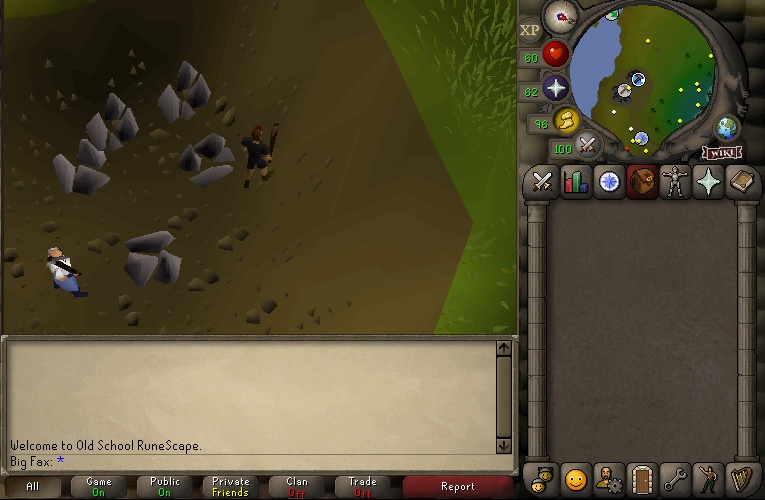 XP
60
62
96
100
WIKI
Welcome to Old School RuneScape.
Big Fax: *
All
Game
On
Public
On
Private
Friends
Clan
Off
Trade
Off
Report